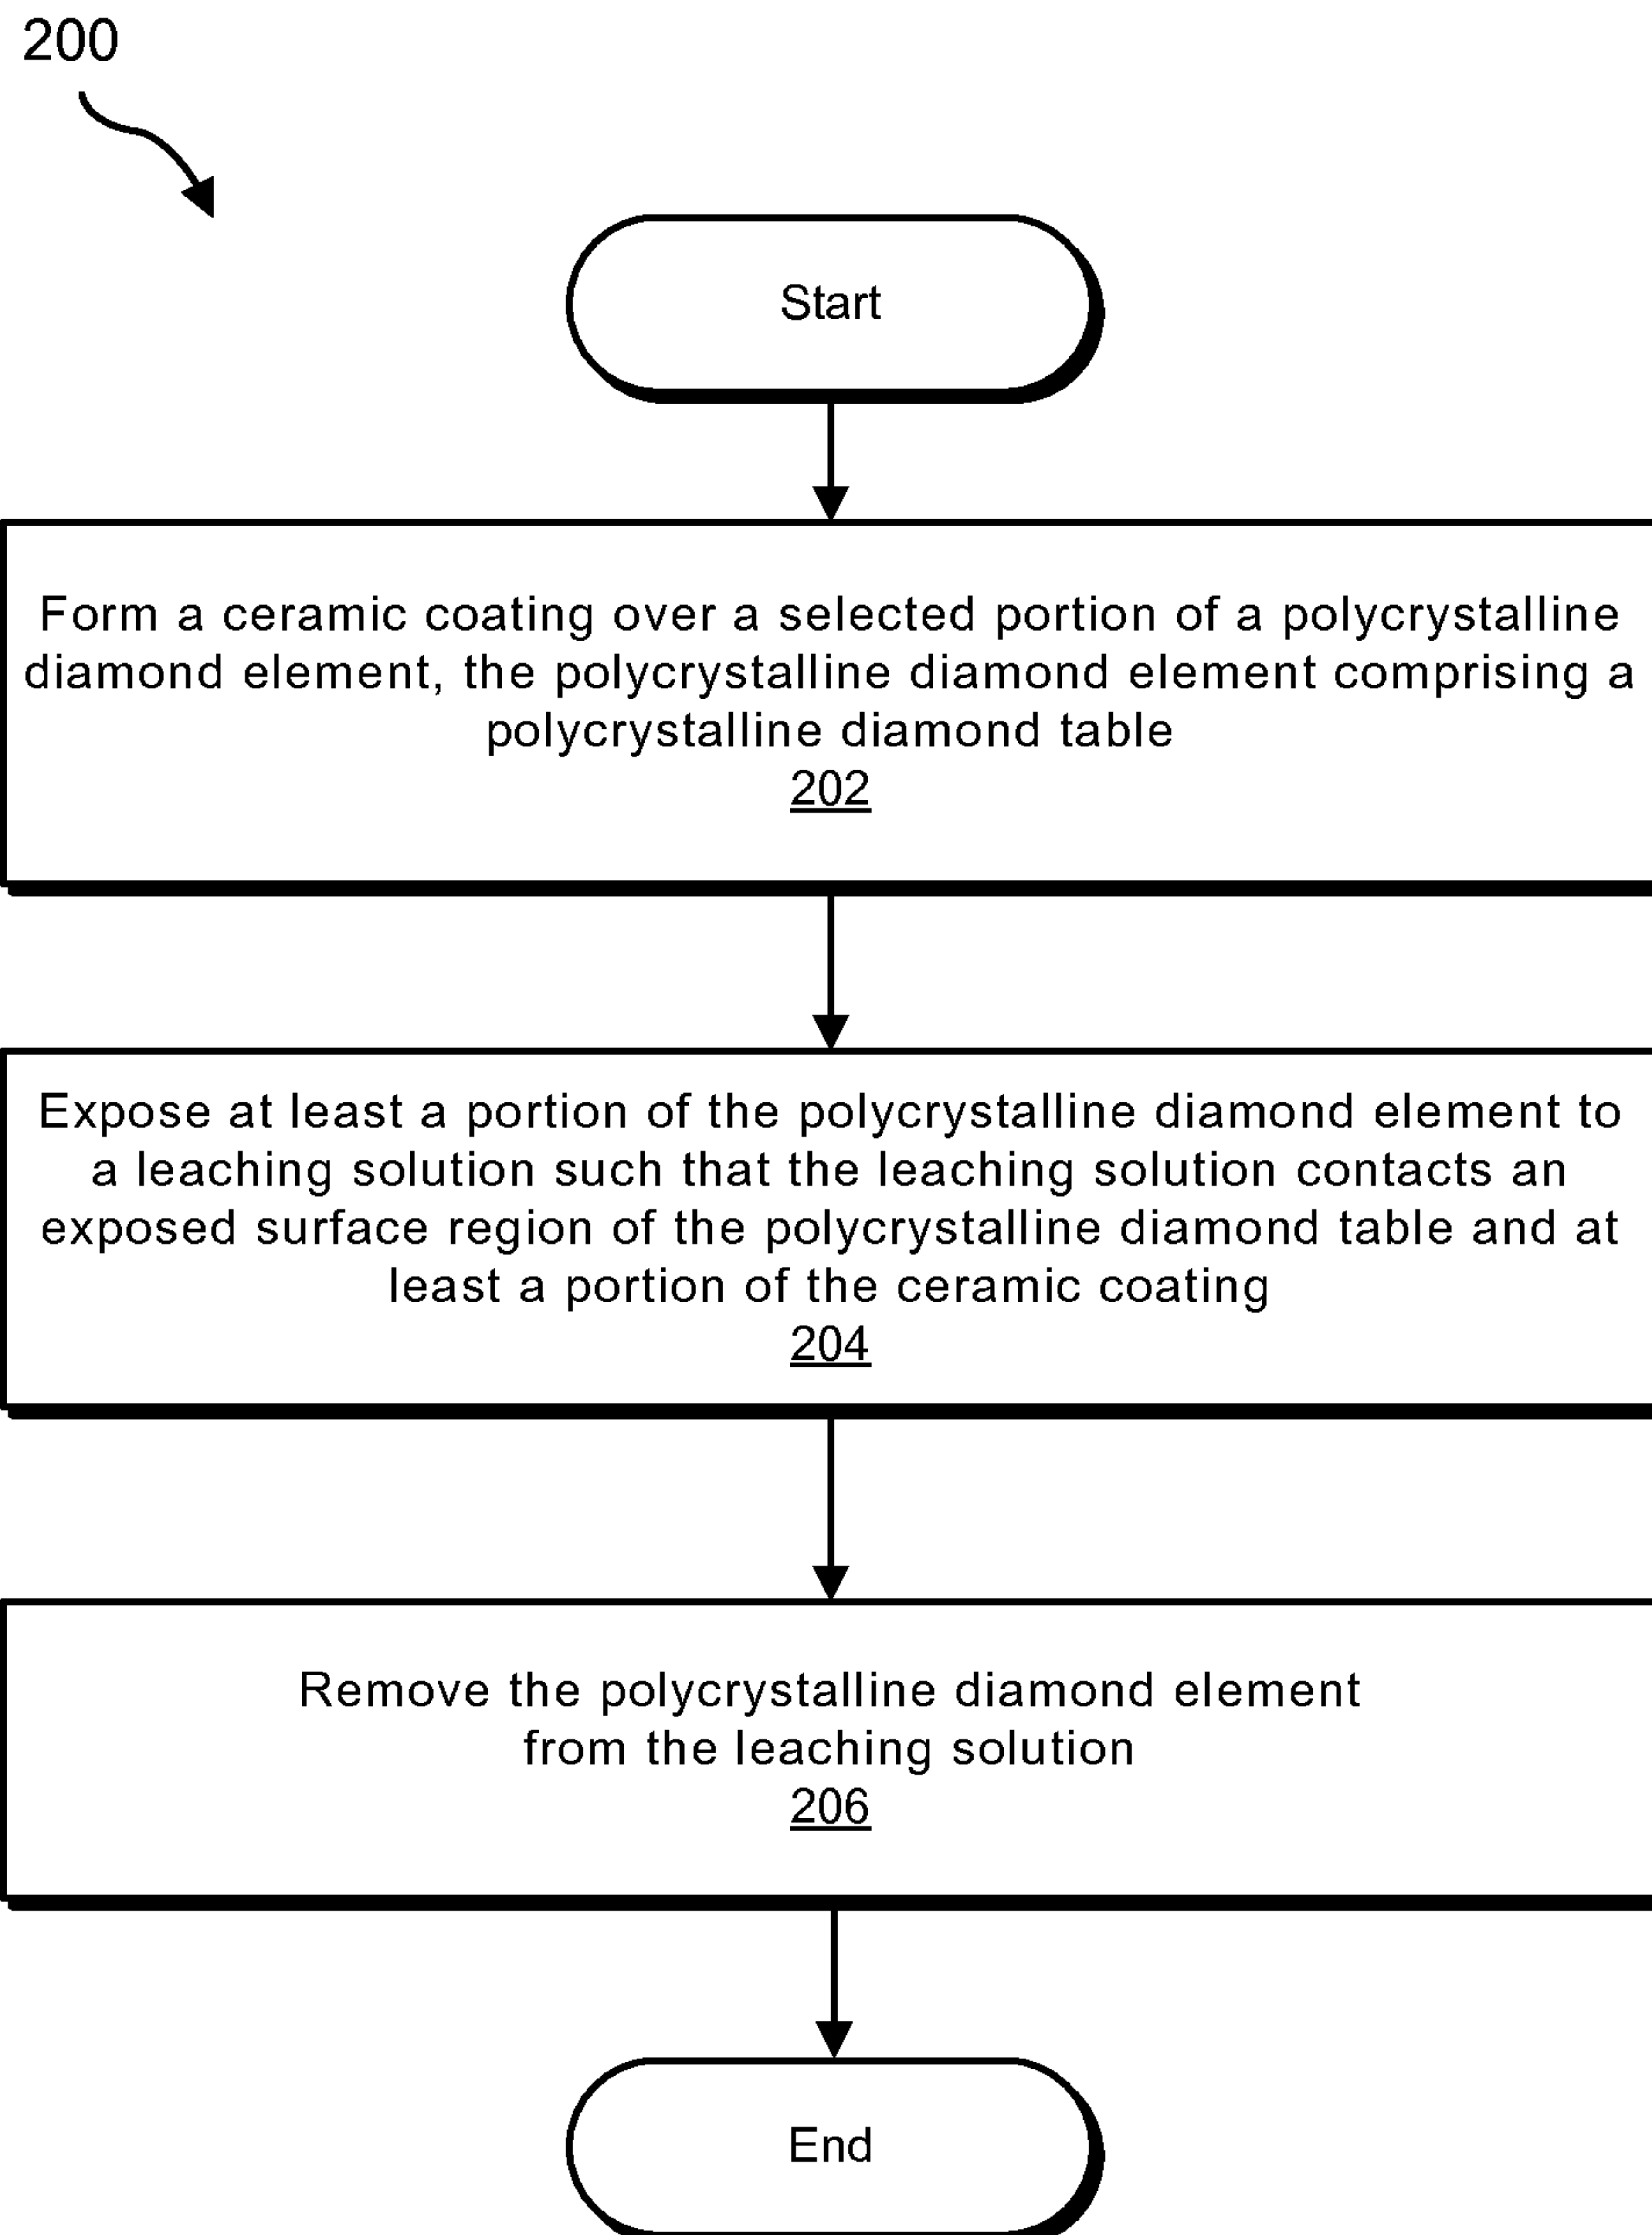 200
Start
Form a ceramic coating over a selected portion of a polycrystalline
diamond element, the polycrystalline diamond element comprising a
polycrystalline diamond table
202
Expose at least a portion of the polycrystalline diamond element to
a leaching solution such that the leaching solution contacts an
exposed surface region of the polycrystalline diamond table and at
least a portion of the ceramic coating
204
Remove the polycrystalline diamond element
from the leaching solution
206
End